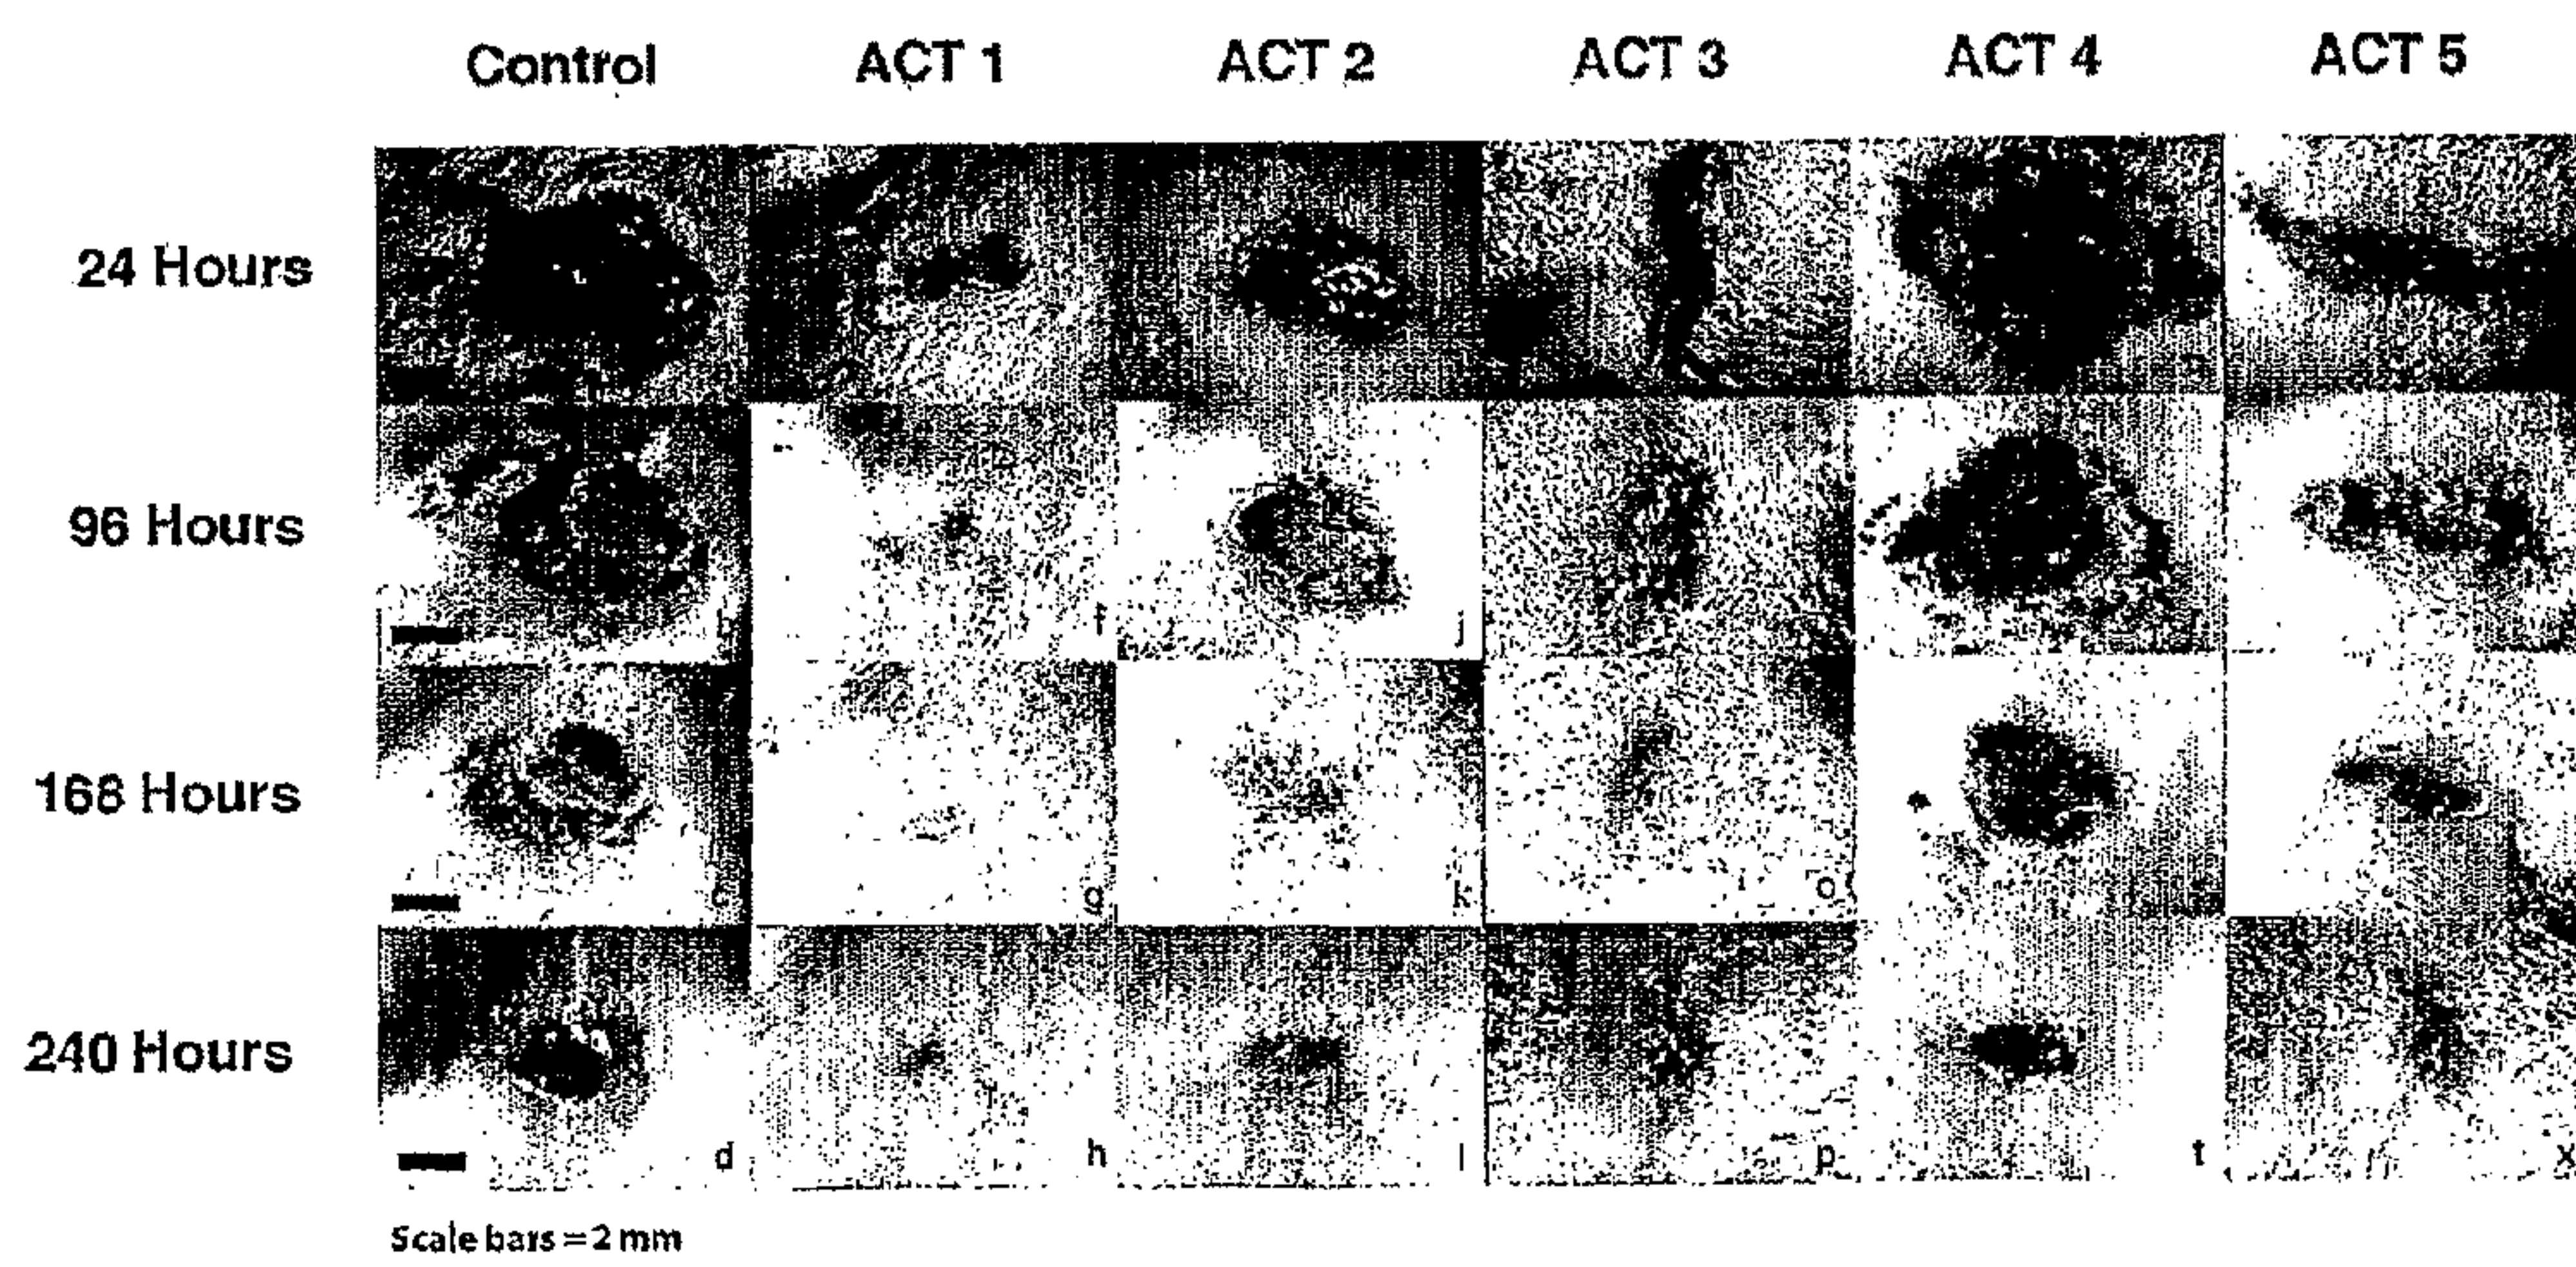 Control ACT 1 ACT 2 ACT 3 ACT 4 ACT 5
24 Hours
96 Hours
b f j
168 Hours
c g k o
240 Hours
d h l p t x
Scale bars = 2 mm